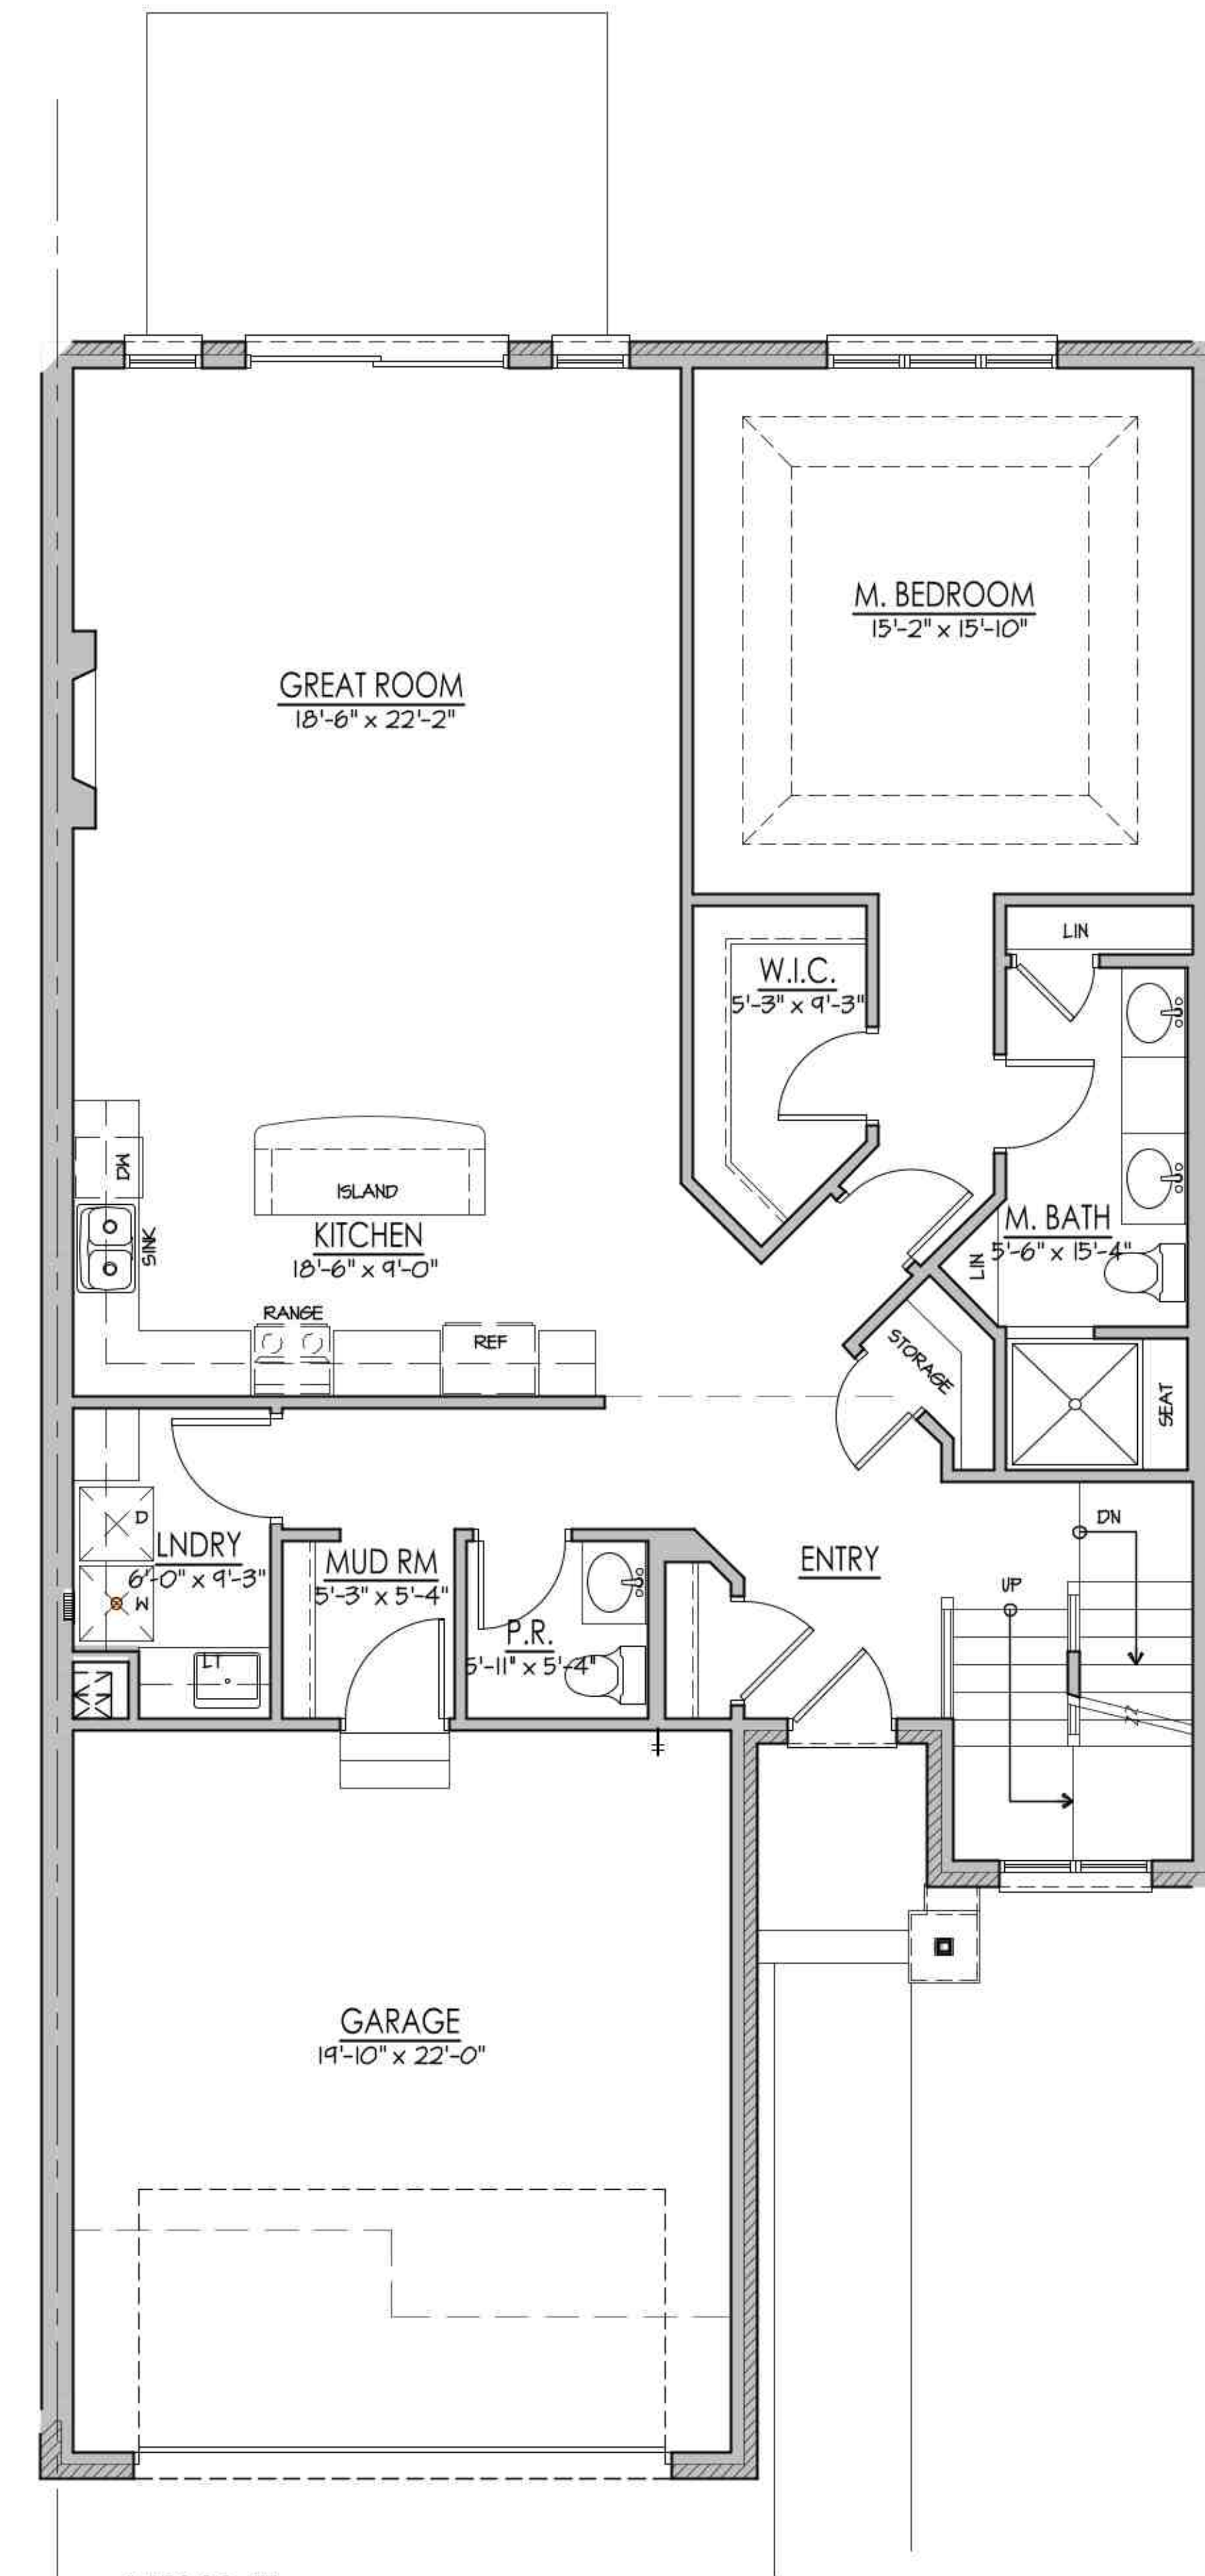 M. BEDROOM
15'-2" x 15'-10"
GREAT ROOM
18'-6" x 22'-2"
LIN
W.I.C.
5'-3" x 9'-3"
DW
ISLAND
SINK
KITCHEN
18'-6" x 9'-0"
M. BATH
5'-6" x 15'-4"
LIN
RANGE
REF
STORAGE
SEAT
D
LNDRY
6'-0" x 9'-3"
W
MUD RM
5'-3" x 5'-4"
ENTRY
DN
UP
P.R.
5'-11" x 5'-4"
LT
GARAGE
19'-10" x 22'-0"